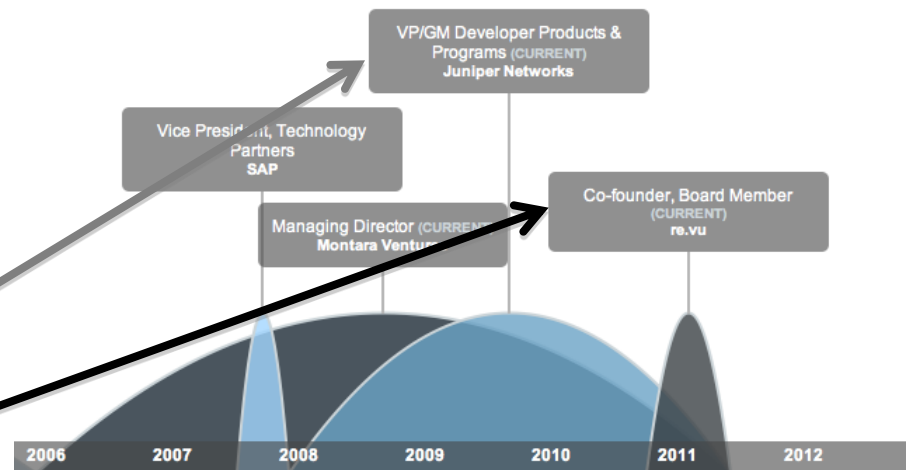 VP/GM Developer Products &
Programs (CURRENT)
Juniper Networks
Vice President, Technology
Partners
SAP
Co-founder, Board Member
(CURRENT)
re.vu
Managing Director (CURRENT)
Montara Ventures
2006 2007 2008 2009 2010 2011 2012